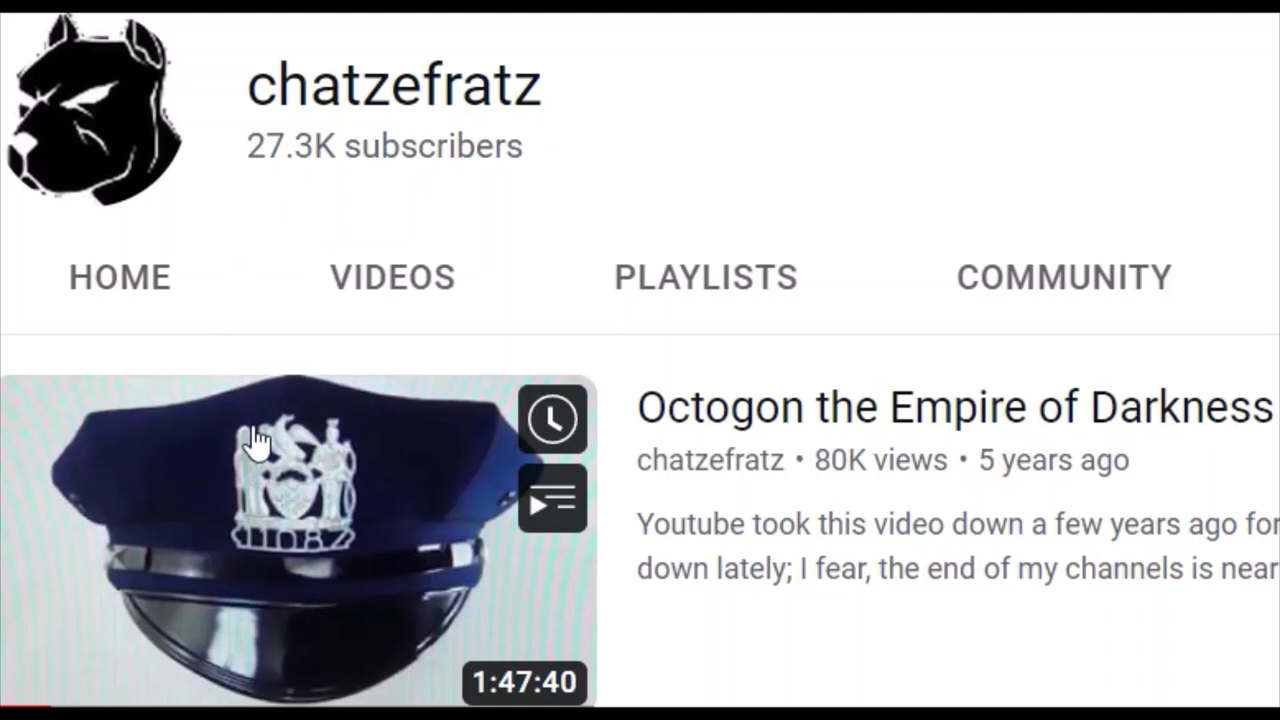 chatzefratz
27.3K subscribers
HOME VIDEOS PLAYLISTS COMMUNITY
Octogon the Empire of Darkness
chatzefratz • 80K views • 5 years ago
Youtube took this video down a few years ago for
down lately; I fear, the end of my channels is near
11087
1:47:40